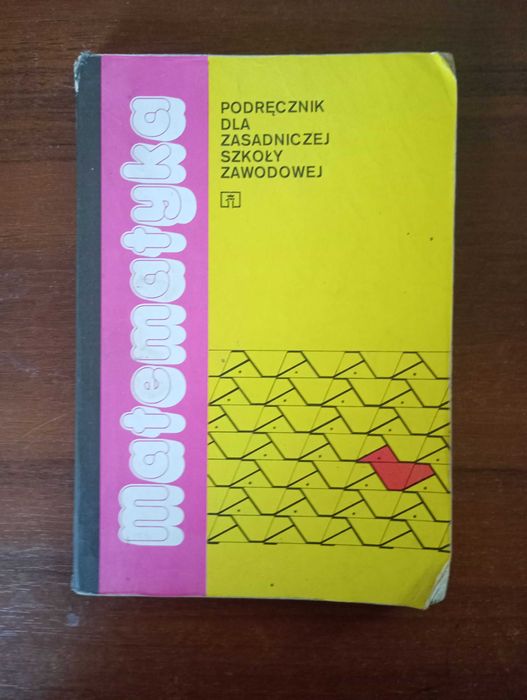 matematyka
PODRĘCZNIK
DLA
ZASADNICZEJ
SZKOŁY
ZAWODOWEJ